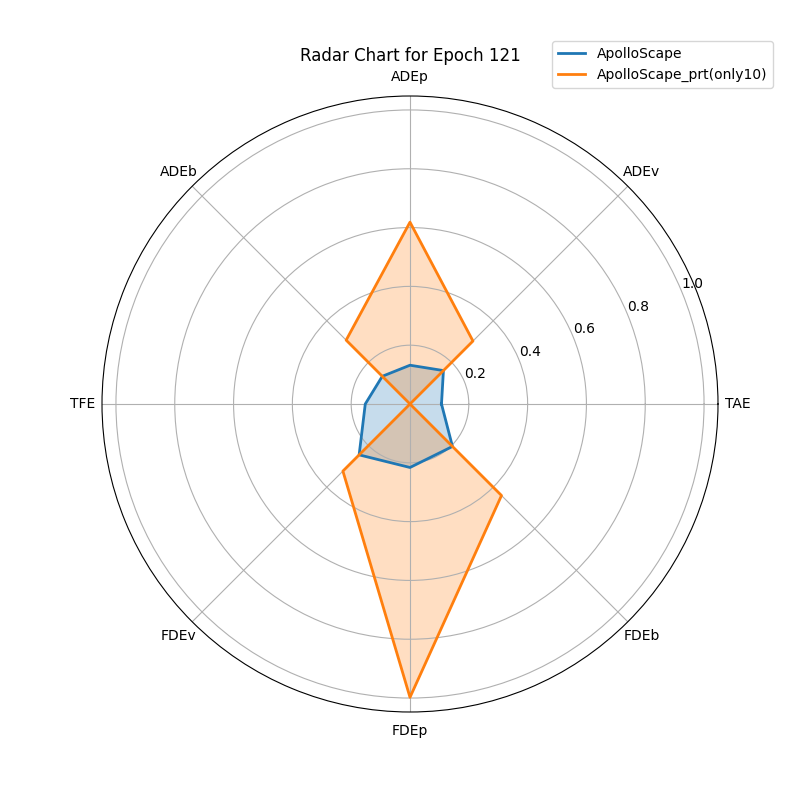 Radar Chart for Epoch 121
ApolloScape
ApolloScape_prt(only10)
ADEp
ADEb
ADEv
1.0
0.8
0.6
0.4
0.2
TFE
TAE
FDEv
FDEb
FDEp